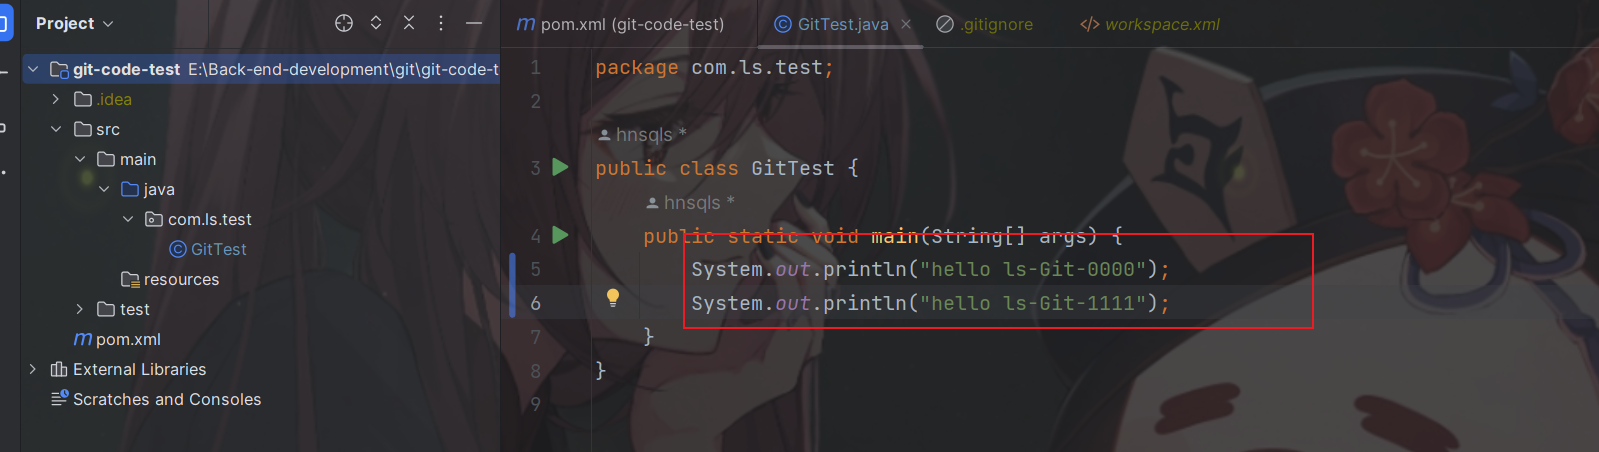 Project
git-code-test E:\Back-end-development\git\git-code-t
.idea
src
main
java
com.ls.test
GitTest
resources
test
pom.xml
External Libraries
Scratches and Consoles
pom.xml (git-code-test) GitTest.java .gitignore workspace.xml
1 package com.ls.test;
2
hnsqls *
3 public class GitTest {
hnsqls *
4 public static void main(String[] args) {
5 System.out.println("hello ls-Git-0000");
6 System.out.println("hello ls-Git-1111");
7 }
8 }
9